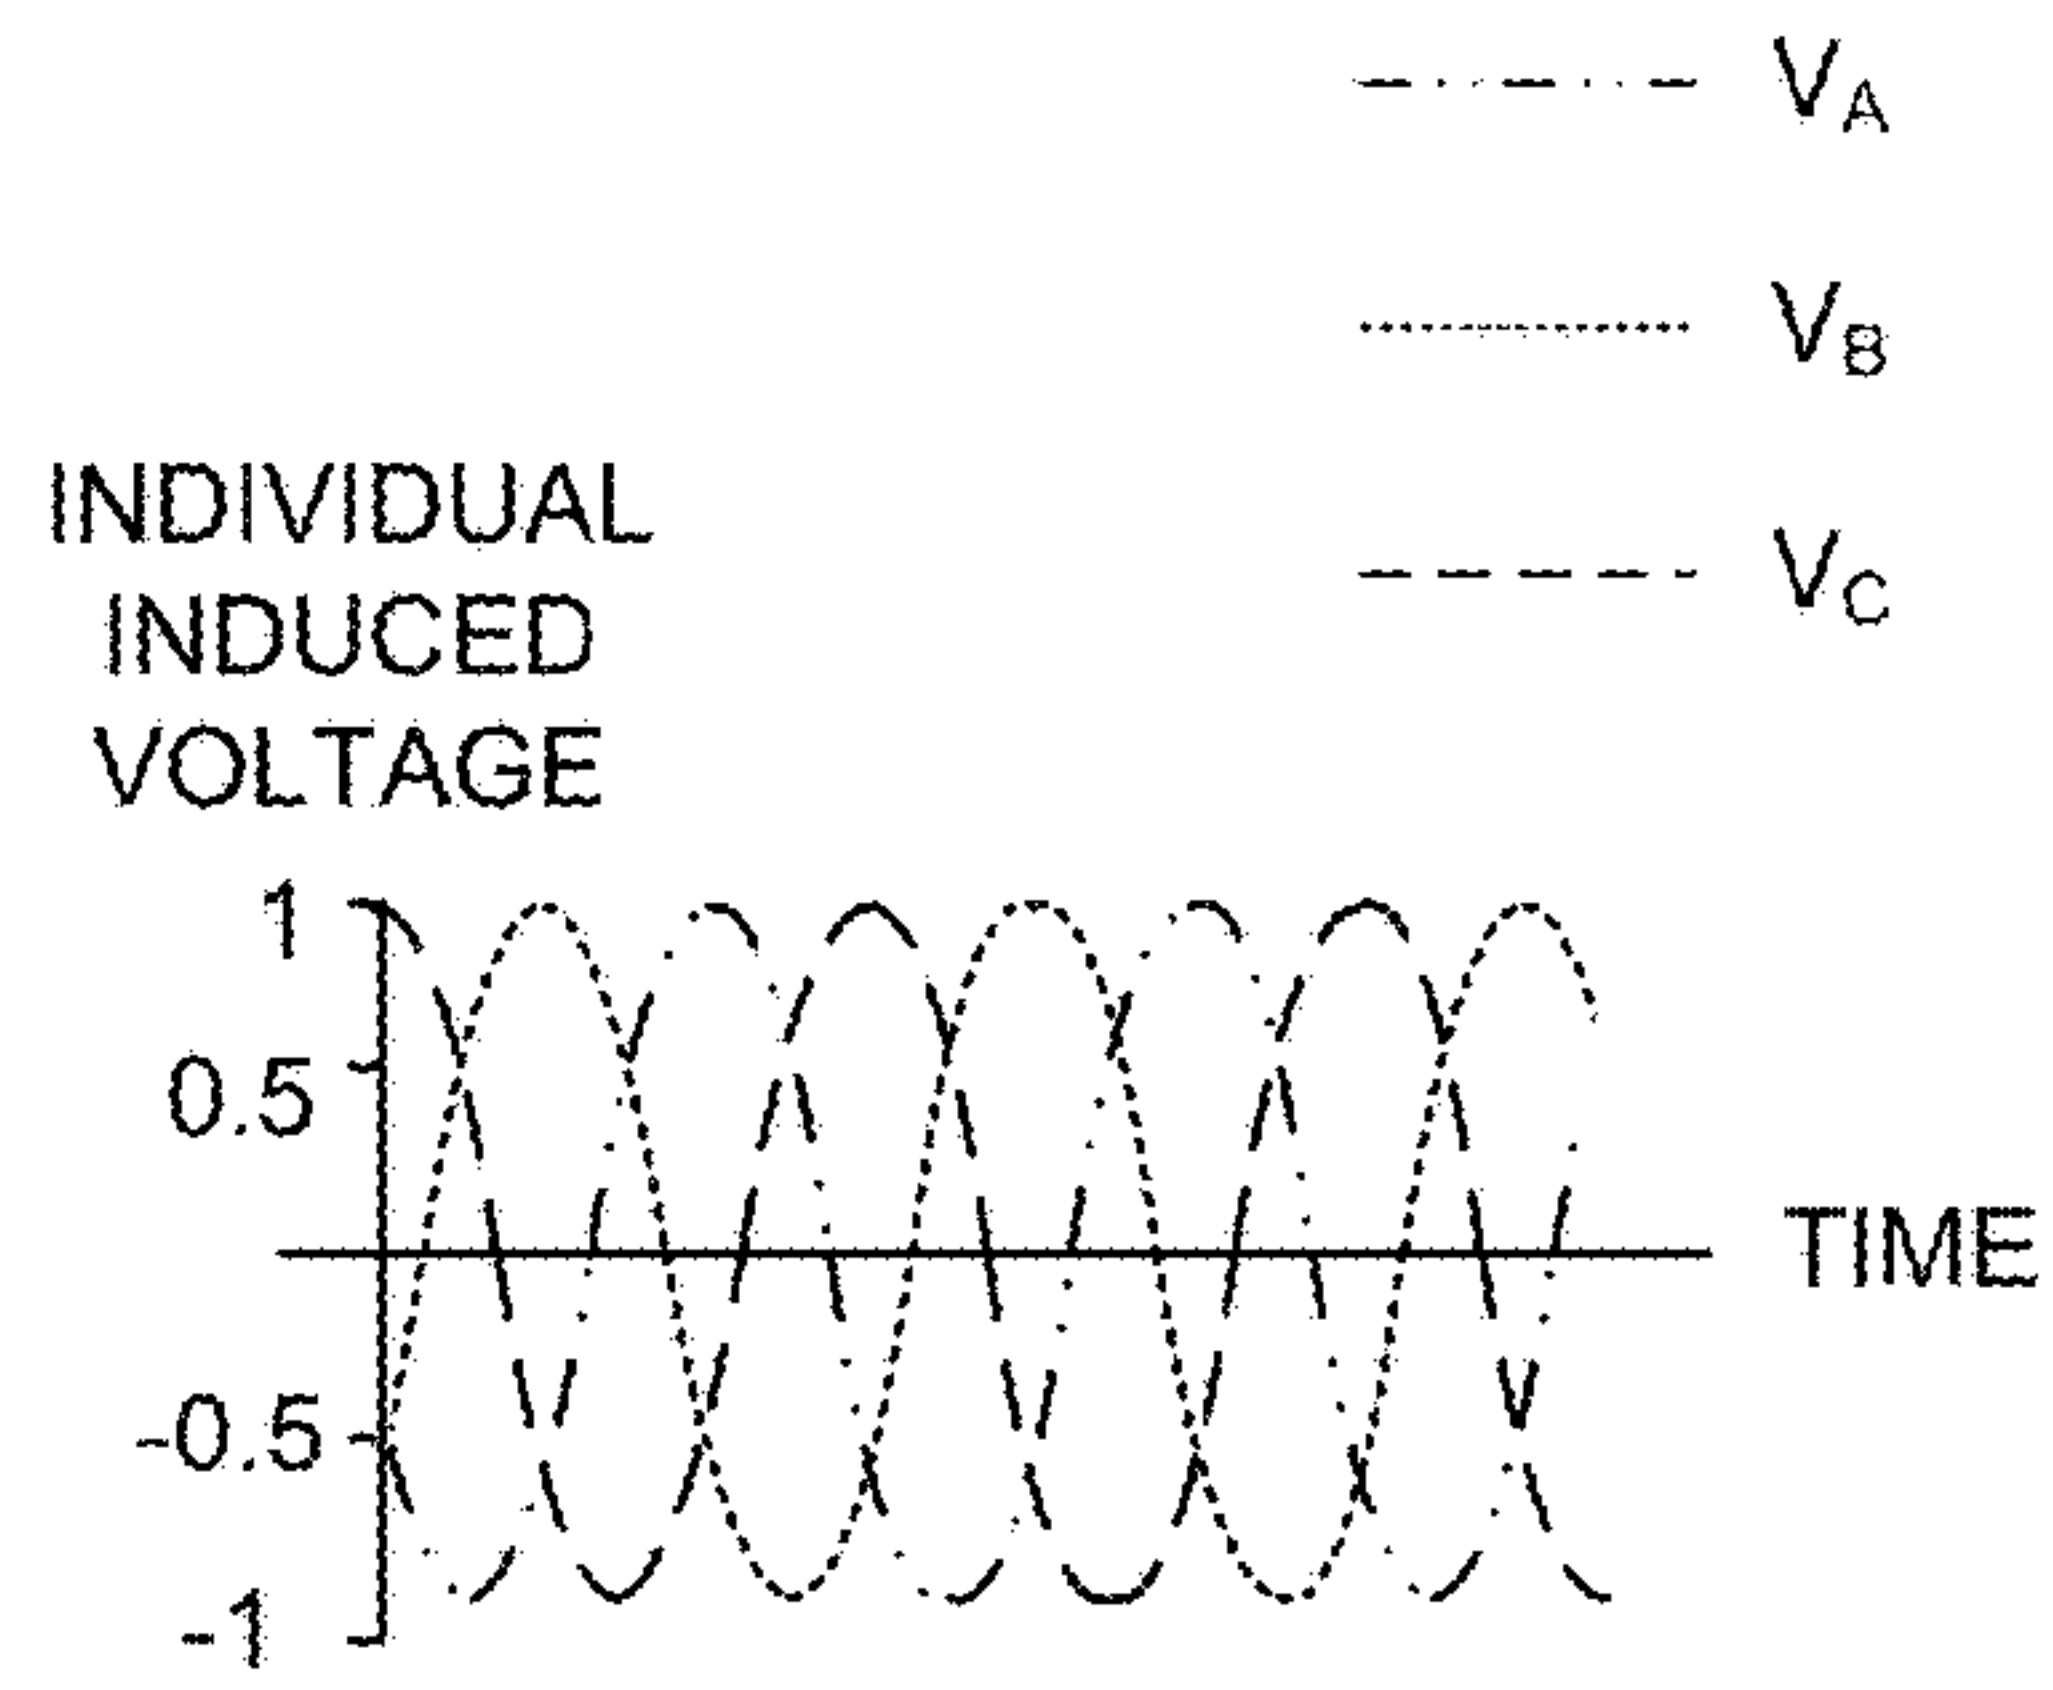 VA
VB
VC
INDIVIDUAL
INDUCED
VOLTAGE
1
0.5
TIME
-0.5
-1